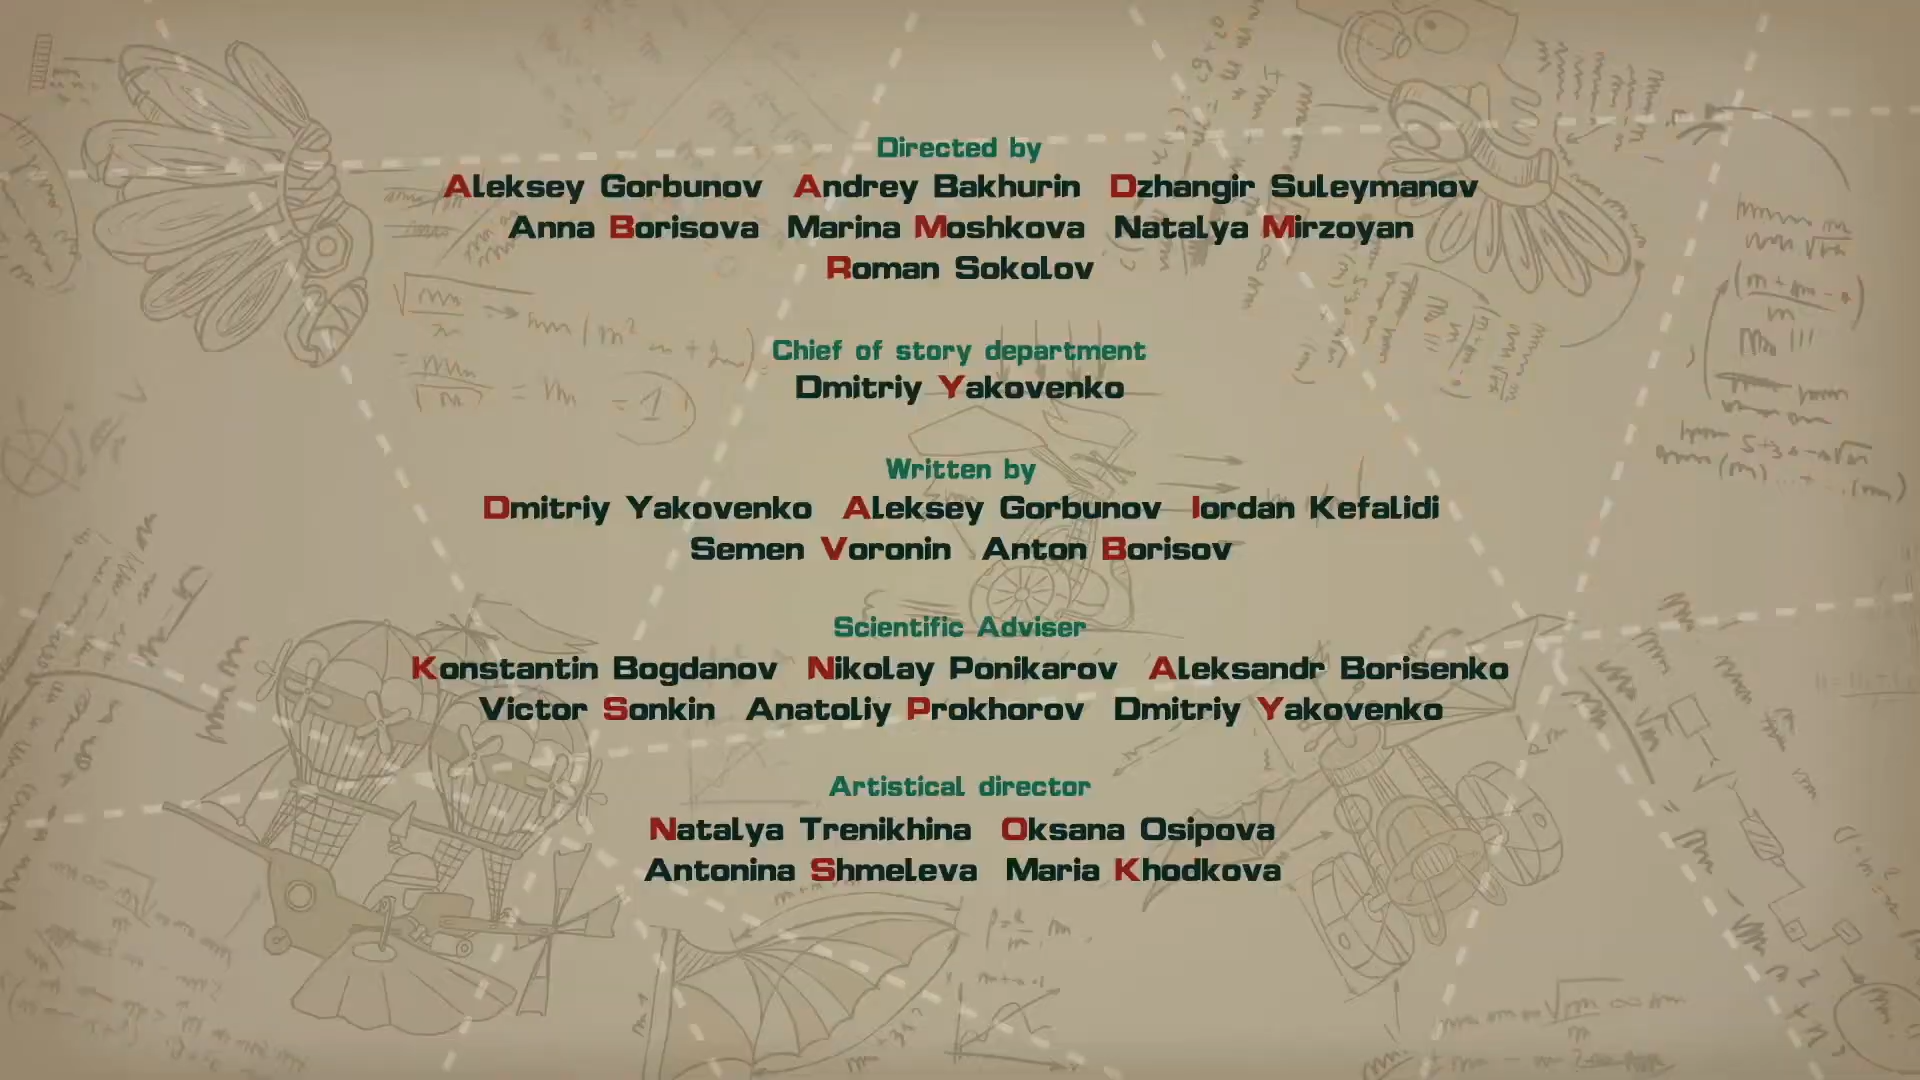 Directed by
Aleksey Gorbunov Andrey Bakhurin Dzhangir Suleymanov
Anna Borisova Marina Moshkova Natalya Mirzoyan
Roman Sokolov
Chief of story department
Dmitriy Yakovenko
Written by
Dmitriy Yakovenko Aleksey Gorbunov Iordan Kefalidi
Semen Voronin Anton Borisov
Scientific Adviser
Konstantin Bogdanov Nikolay Ponikarov Aleksandr Borisenko
Victor Sonkin Anatoliy Prokhorov Dmitriy Yakovenko
Artistical director
Natalya Trenikhina Oksana Osipova
Antonina Shmeleva Maria Khodkova